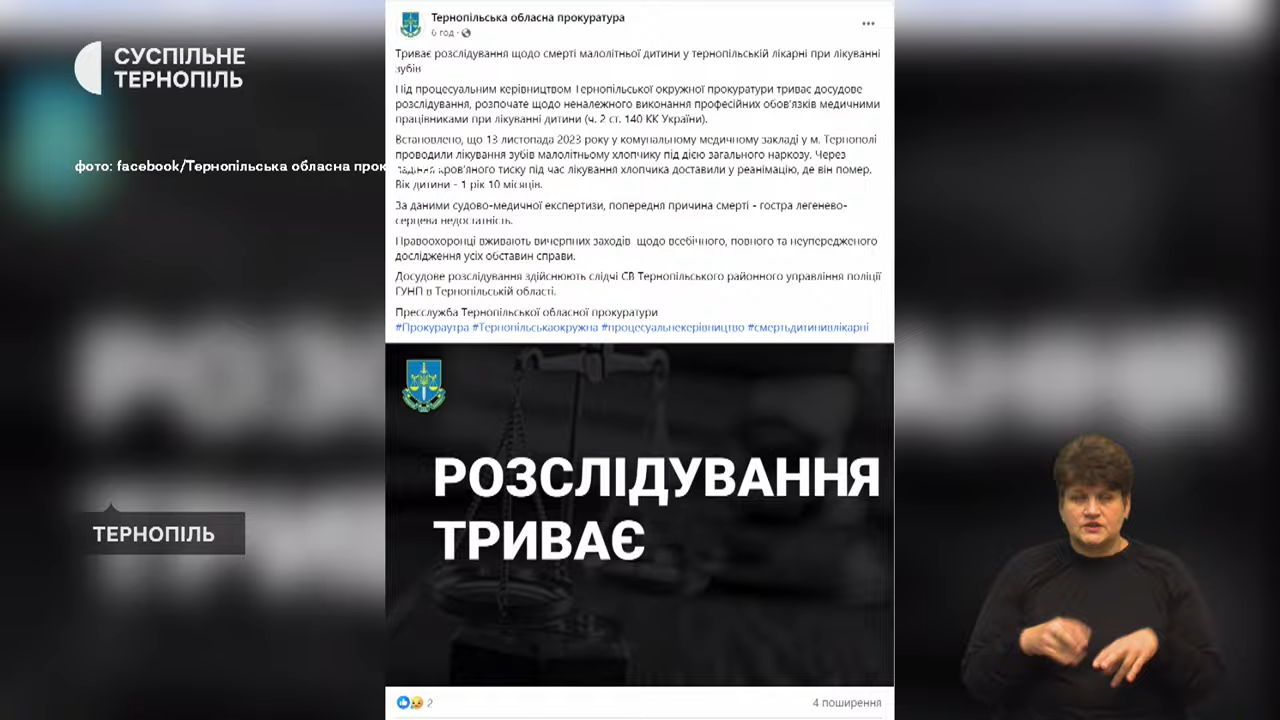 СУСПІЛЬНЕ
ТЕРНОПІЛЬ
фото: facebook/Тернопільська обласна прок
Тернопільська обласна прокуратура
6 год ·
Триває розслідування щодо смерті малолітньої дитини у тернопільській лікарні при лікуванні
зубів
Під процесуальним керівництвом Тернопільської окружної прокуратури триває досудове
розслідування, розпочате щодо неналежного виконання професійних обов'язків медичними
працівниками при лікуванні дитини (ч. 2 ст. 140 КК України).
Встановлено, що 13 листопада 2023 року у комунальному медичному закладі у м. Тернополі
проводили лікування зубів малолітньому хлопчику під дією загального наркозу. Через
падіння кров'яного тиску під час лікування хлопчика доставили у реанімацію, де він помер.
Вік дитини - 1 рік 10 місяців.
За даними судово-медичної експертизи, попередня причина смерті - гостра легенево-
серцева недостатність.
Правоохоронці вживають вичерпних заходів щодо всебічного, повного та неупередженого
дослідження усіх обставин справи.
Досудове розслідування здійснюють слідчі СВ Тернопільського районного управління поліції
ГУНП в Тернопільській області.
Пресслужба Тернопільської обласної прокуратури
#Прокураутра #Тернопільськаокружна #процесуальнекерівництво #смертьдитинивлікарні
РОЗСЛІДУВАННЯ
ТРИВАЄ
ТЕРНОПІЛЬ
2
4 поширення